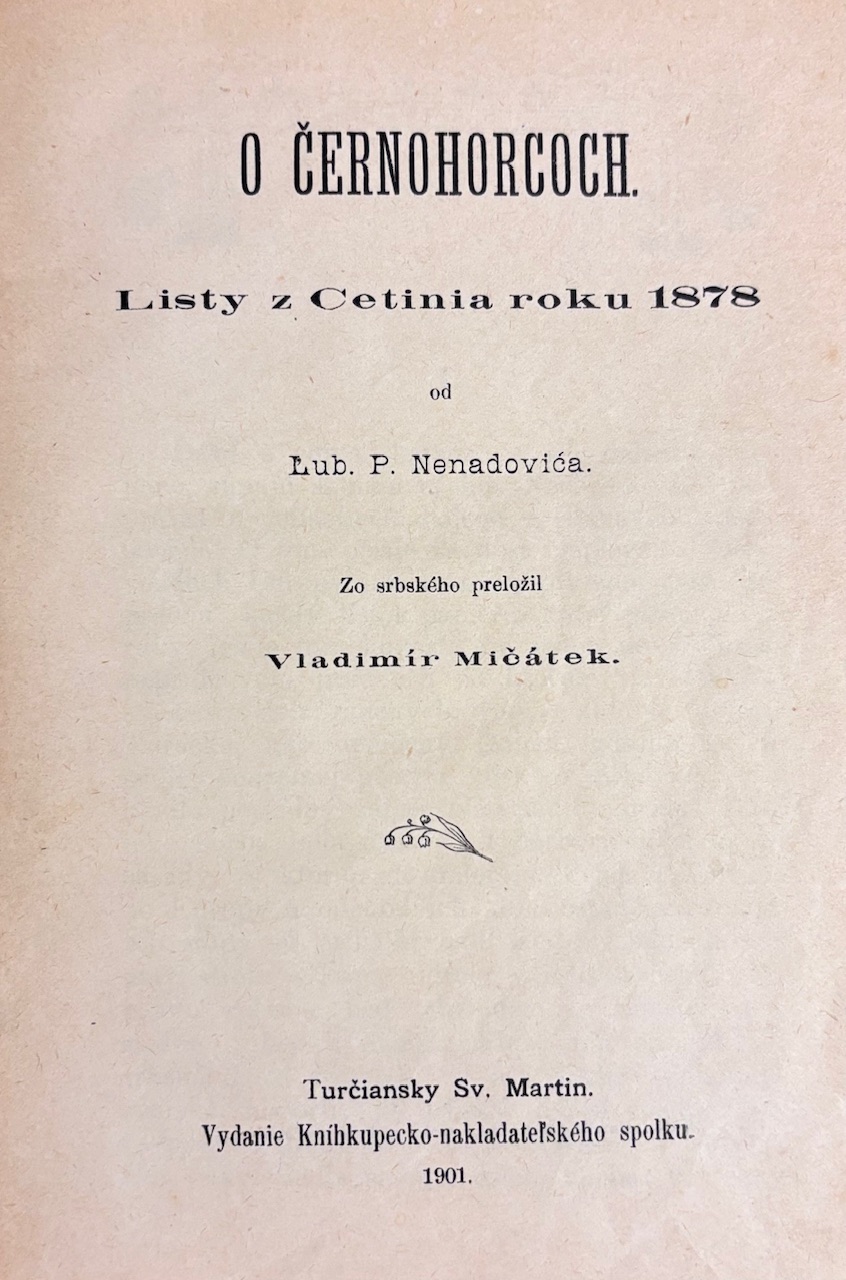 O ČERNOHORCOCH.
Listy z Cetinia roku 1878
od
Ľub. P. Nenadovića.
Zo srbského preložil
Vladimír Mičátek.
Turčiansky Sv. Martin.
Vydanie Kníhkupecko-nakladateľského spolku.
1901.